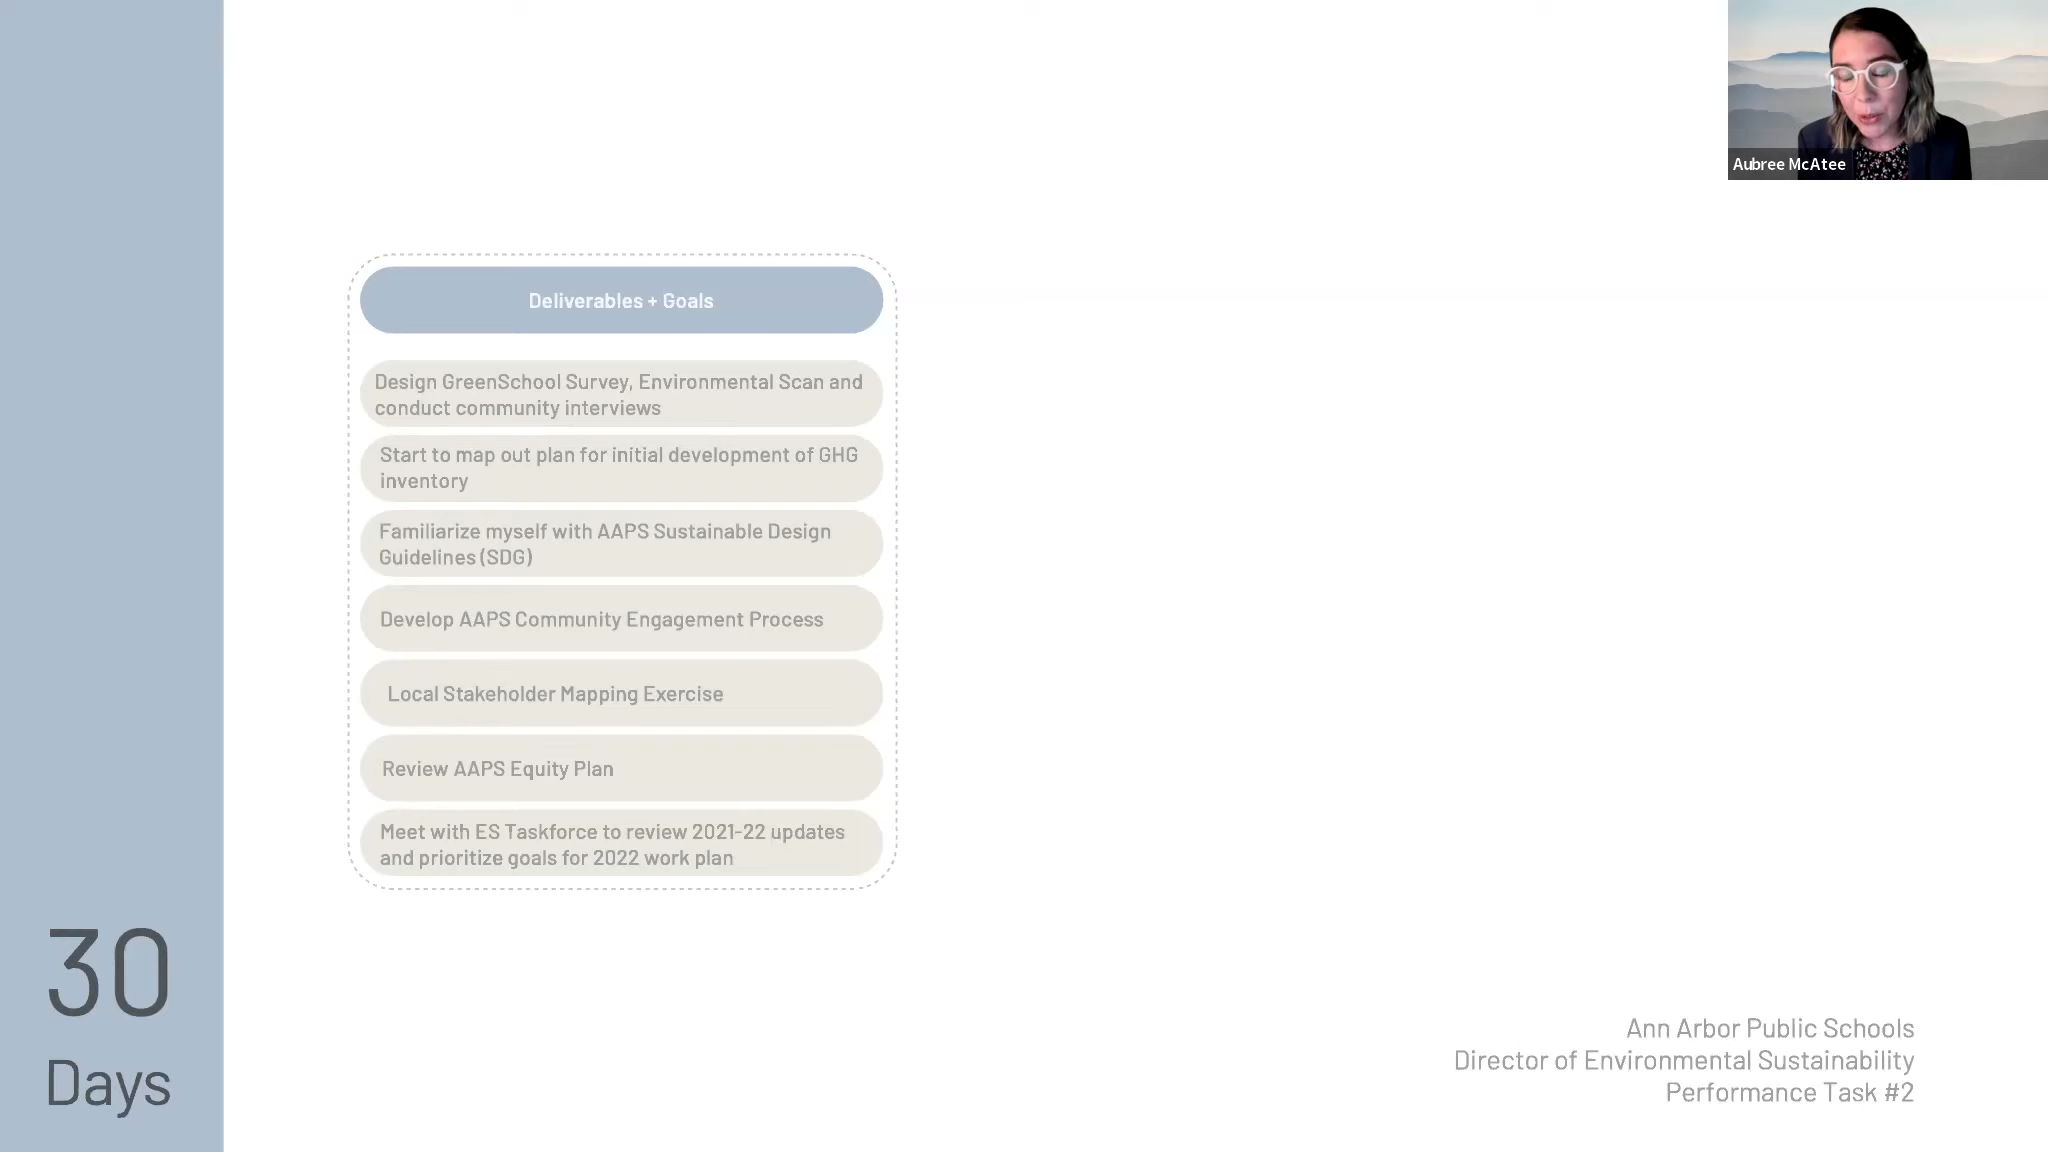 Aubree McAtee
Deliverables + Goals
Design GreenSchool Survey, Environmental Scan and
conduct community interviews
Start to map out plan for initial development of GHG
inventory
Familiarize myself with AAPS Sustainable Design
Guidelines (SDG)
Develop AAPS Community Engagement Process
Local Stakeholder Mapping Exercise
Review AAPS Equity Plan
Meet with ES Taskforce to review 2021-22 updates
and prioritize goals for 2022 work plan
30
Days
Ann Arbor Public Schools
Director of Environmental Sustainability
Performance Task #2